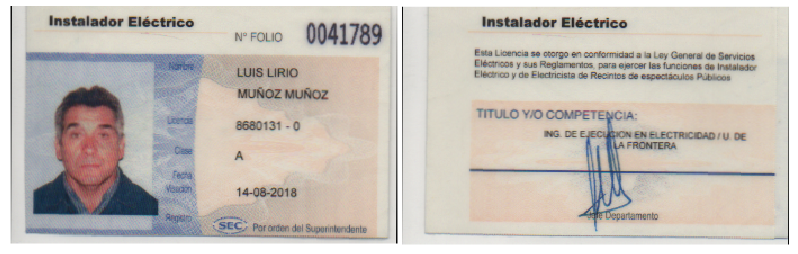 Instalador Eléctrico
Nº FOLIO 0041789
Nombre
LUIS LIRIO
MUÑOZ MUÑOZ
Licencia
8680131 - 0
Clase
A
Fecha
14-08-2018
Registro
SEC Por orden del Superintendente
Instalador Eléctrico
Esta Licencia se otorgo en conformidad a la Ley General de Servicios
Eléctricos y sus Reglamentos, para ejercer las funciones de Instalador
Eléctrico y de Electricista de Recintos de espectáculos Públicos
TITULO Y/O COMPETENCIA:
ING. DE EJECUCION EN ELECTRICIDAD / U. DE
LA FRONTERA
Departamento